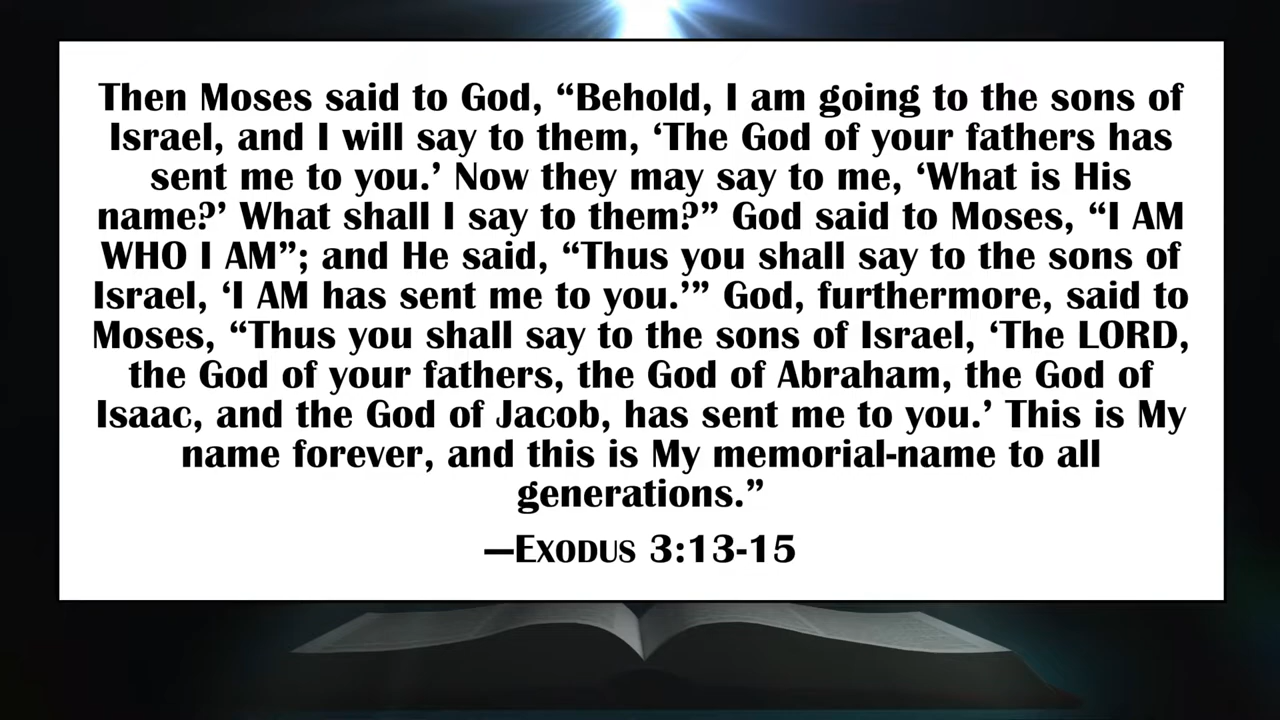 Then Moses said to God, “Behold, I am going to the sons of
Israel, and I will say to them, ‘The God of your fathers has
sent me to you.’ Now they may say to me, ‘What is His
name?’ What shall I say to them?” God said to Moses, “I AM
WHO I AM”; and He said, “Thus you shall say to the sons of
Israel, ‘I AM has sent me to you.’” God, furthermore, said to
Moses, “Thus you shall say to the sons of Israel, ‘The LORD,
the God of your fathers, the God of Abraham, the God of
Isaac, and the God of Jacob, has sent me to you.’ This is My
name forever, and this is My memorial-name to all
generations.”
—Exodus 3:13-15